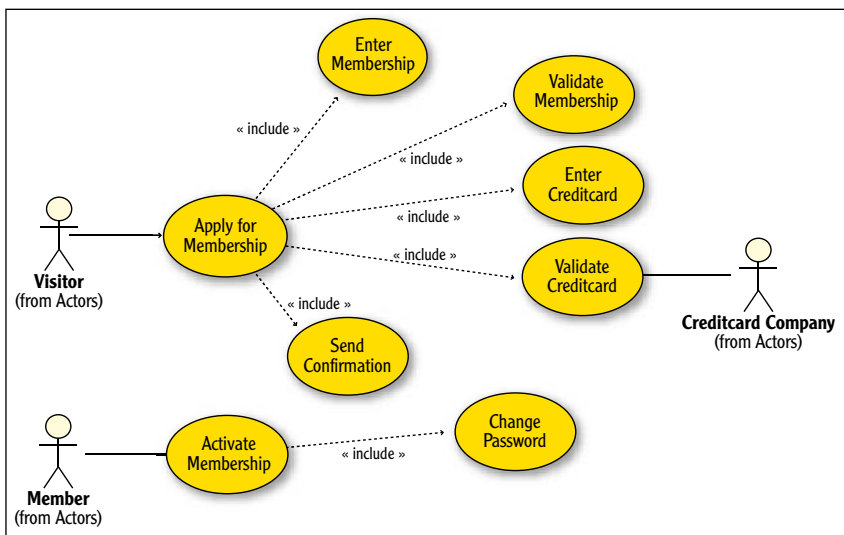 Enter
Membership
Validate
Membership
« include »
« include »
Enter
Creditcard
Apply for
Membership
« include »
Visitor
(from Actors)
« include »
Validate
Creditcard
Creditcard Company
(from Actors)
« include »
Send
Confirmation
Activate
Membership
« include »
Change
Password
Member
(from Actors)